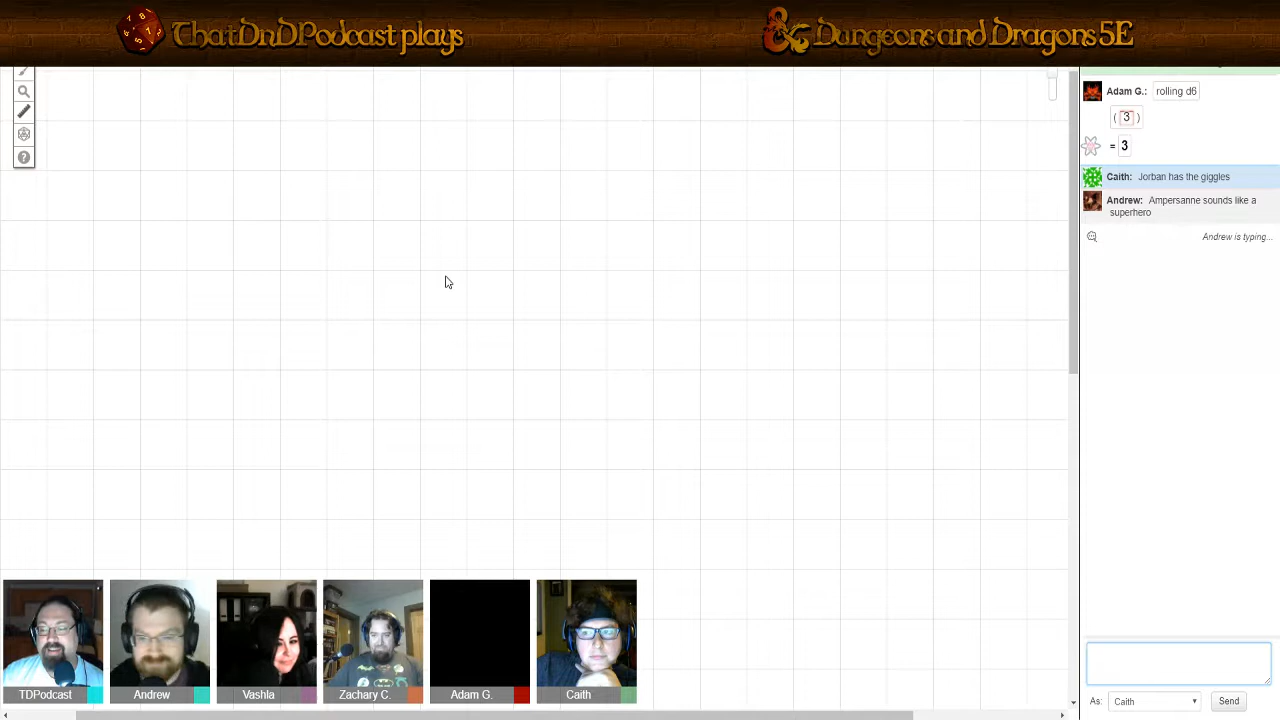 ThatDnDPodcast plays
Dungeons and Dragons 5E
Adam G.: rolling d6
( 3 )
= 3
Caith: Jorban has the giggles
Andrew: Ampersanne sounds like a
superhero
Andrew is typing...
TDPodcast
Andrew
Vashla
Zachary C.
Adam G.
Caith
As: Caith
Send